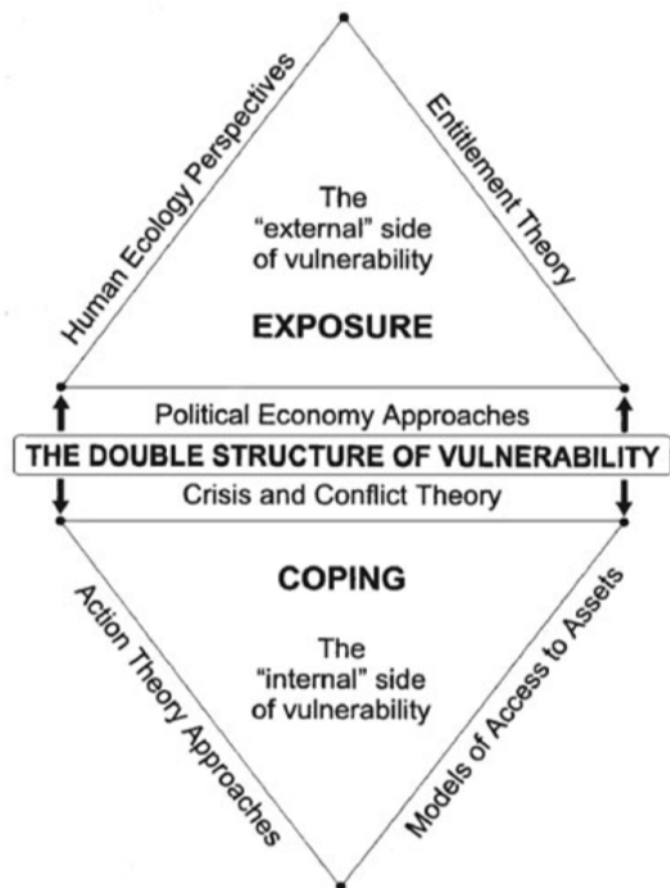 Human Ecology Perspectives
Entitlement Theory
The
“external” side
of vulnerability
EXPOSURE
Political Economy Approaches
THE DOUBLE STRUCTURE OF VULNERABILITY
Crisis and Conflict Theory
COPING
The
“internal” side
of vulnerability
Action Theory Approaches
Models of Access to Assets